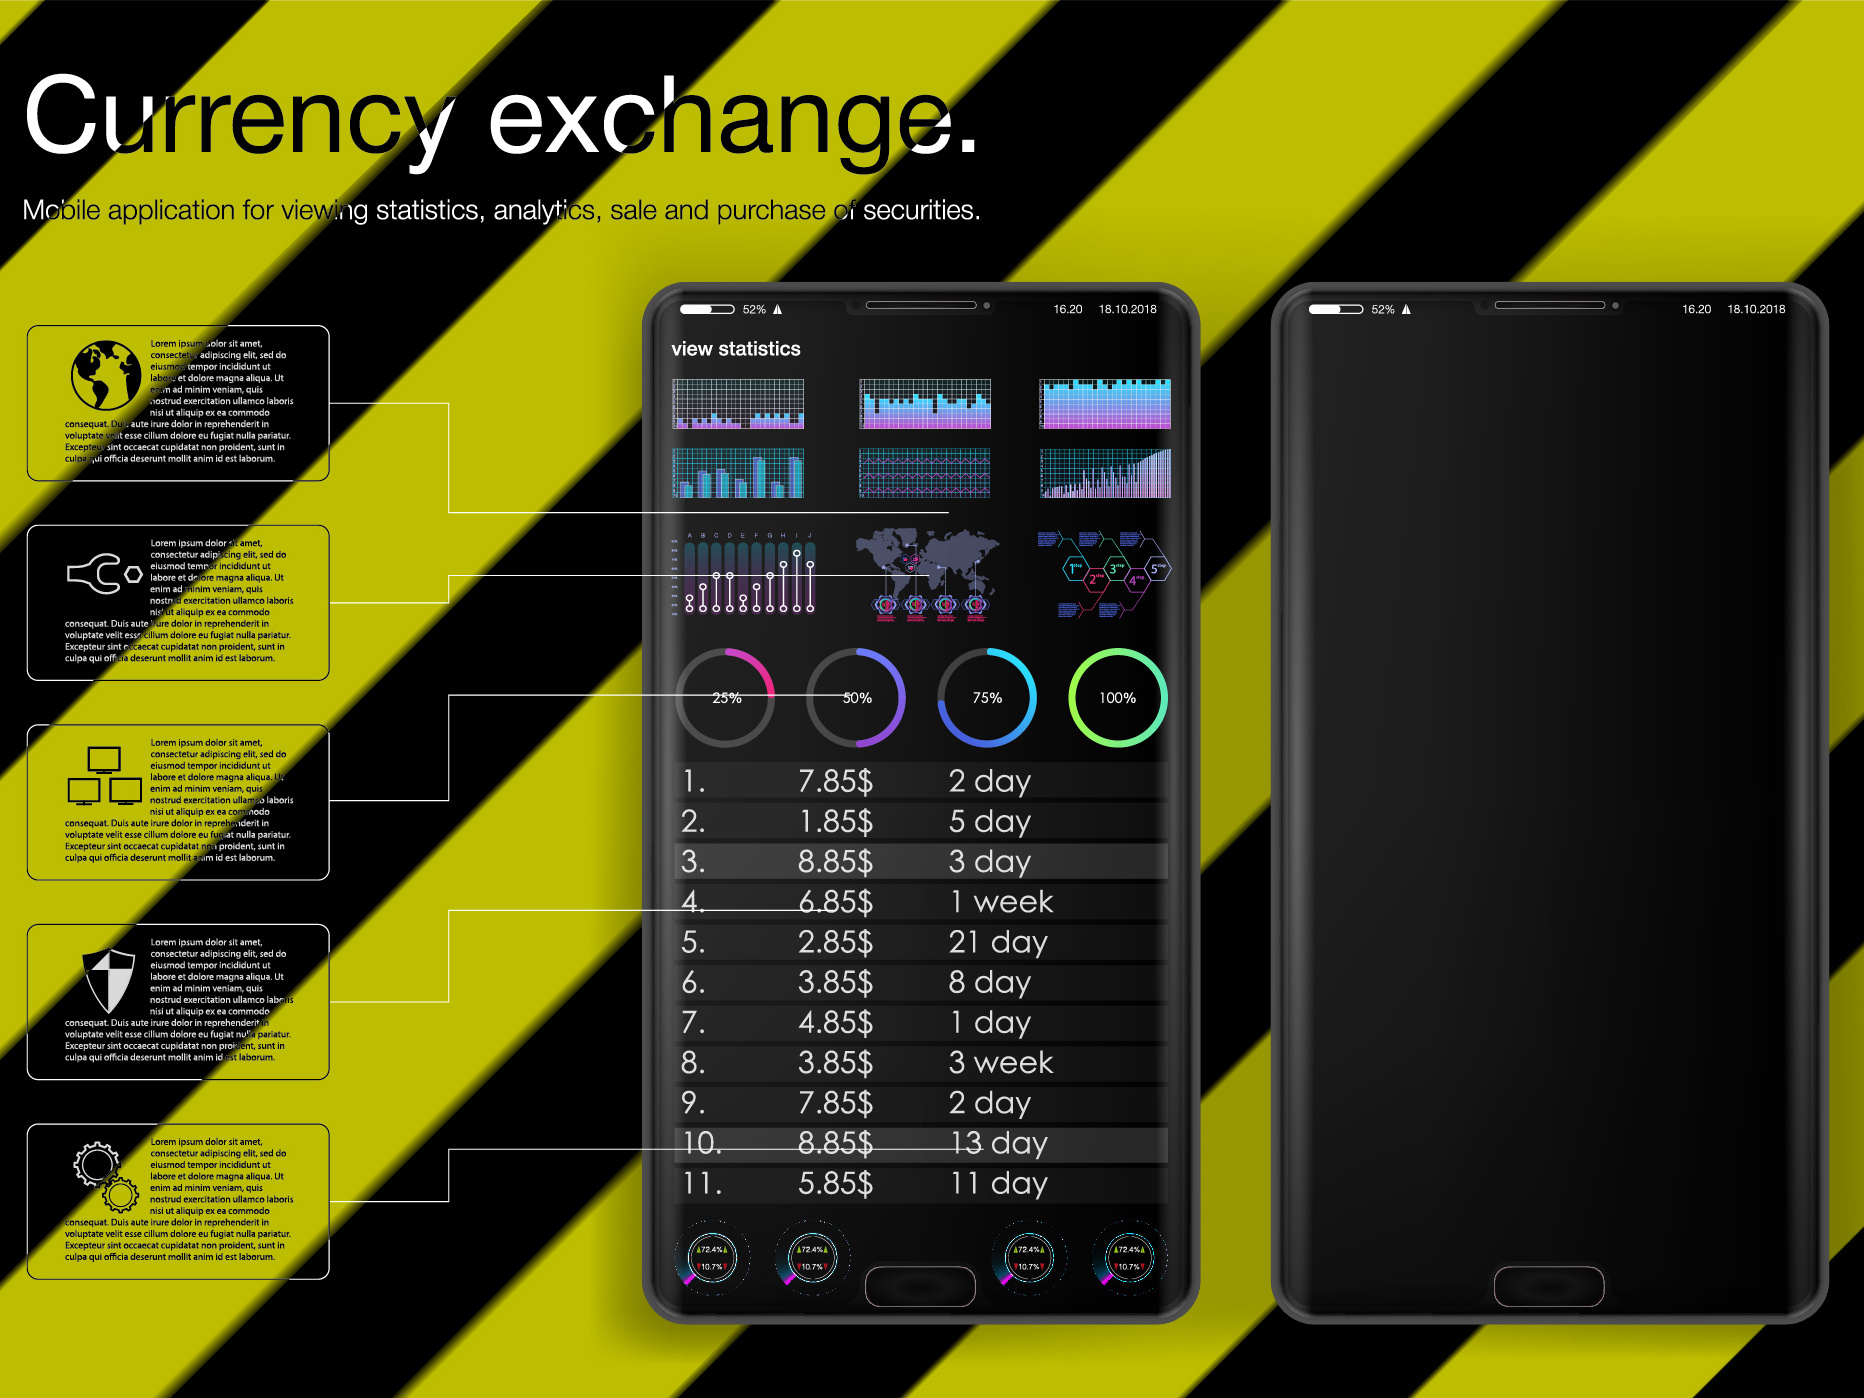 Currency exchange.
Mobile application for viewing statistics, analytics, sale and purchase of securities.
Lorem ipsum dolor sit amet,
consectetur adipiscing elit, sed do
eiusmod tempor incididunt ut
labore et dolore magna aliqua. Ut
enim ad minim veniam, quis
nostrud exercitation ullamco laboris
nisi ut aliquip ex ea commodo
consequat. Duis aute irure dolor in reprehenderit in
voluptate velit esse cillum dolore eu fugiat nulla pariatur.
Excepteur sint occaecat cupidatat non proident, sunt in
culpa qui officia deserunt mollit anim id est laborum.
Lorem ipsum dolor sit amet,
consectetur adipiscing elit, sed do
eiusmod tempor incididunt ut
labore et dolore magna aliqua. Ut
enim ad minim veniam, quis
nostrud exercitation ullamco laboris
nisi ut aliquip ex ea commodo
consequat. Duis aute irure dolor in reprehenderit in
voluptate velit esse cillum dolore eu fugiat nulla pariatur.
Excepteur sint occaecat cupidatat non proident, sunt in
culpa qui officia deserunt mollit anim id est laborum.
Lorem ipsum dolor sit amet,
consectetur adipiscing elit, sed do
eiusmod tempor incididunt ut
labore et dolore magna aliqua. Ut
enim ad minim veniam, quis
nostrud exercitation ullamco laboris
nisi ut aliquip ex ea commodo
consequat. Duis aute irure dolor in reprehenderit in
voluptate velit esse cillum dolore eu fugiat nulla pariatur.
Excepteur sint occaecat cupidatat non proident, sunt in
culpa qui officia deserunt mollit anim id est laborum.
Lorem ipsum dolor sit amet,
consectetur adipiscing elit, sed do
eiusmod tempor incididunt ut
labore et dolore magna aliqua. Ut
enim ad minim veniam, quis
nostrud exercitation ullamco laboris
nisi ut aliquip ex ea commodo
consequat. Duis aute irure dolor in reprehenderit in
voluptate velit esse cillum dolore eu fugiat nulla pariatur.
Excepteur sint occaecat cupidatat non proident, sunt in
culpa qui officia deserunt mollit anim id est laborum.
Lorem ipsum dolor sit amet,
consectetur adipiscing elit, sed do
eiusmod tempor incididunt ut
labore et dolore magna aliqua. Ut
enim ad minim veniam, quis
nostrud exercitation ullamco laboris
nisi ut aliquip ex ea commodo
consequat. Duis aute irure dolor in reprehenderit in
voluptate velit esse cillum dolore eu fugiat nulla pariatur.
Excepteur sint occaecat cupidatat non proident, sunt in
culpa qui officia deserunt mollit anim id est laborum.
52% 16.20 18.10.2018
view statistics
A B C D E F G H I J
1 step 2 step 3 step 4 step 5 step
25% 50% 75% 100%
1. 7.85$ 2 day
2. 1.85$ 5 day
3. 8.85$ 3 day
4. 6.85$ 1 week
5. 2.85$ 21 day
6. 3.85$ 8 day
7. 4.85$ 1 day
8. 3.85$ 3 week
9. 7.85$ 2 day
10. 8.85$ 13 day
11. 5.85$ 11 day
72.4% 72.4% 72.4% 72.4%
10.7% 10.7% 10.7% 10.7%
52% 16.20 18.10.2018